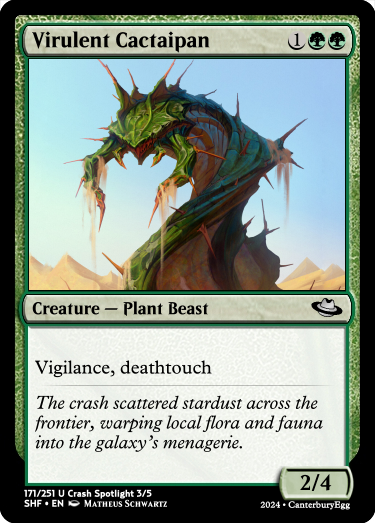 Virulent Cactaipan 1
Creature — Plant Beast
Vigilance, deathtouch
The crash scattered stardust across the
frontier, warping local flora and fauna
into the galaxy's menagerie.
2/4
171/251 U Crash Spotlight 3/5
SHF • EN Matheus Schwartz
2024 • CanterburyEgg